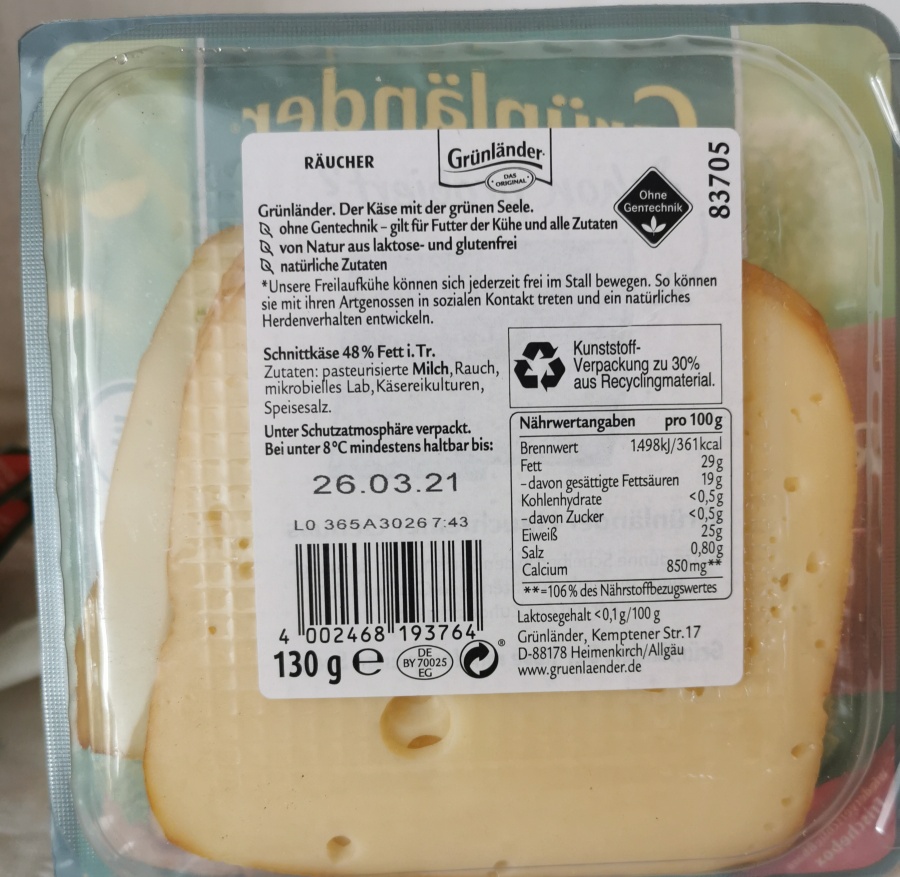 Grünländer
RÄUCHER
Grünländer
DAS
ORIGINAL
83705
Ohne
GenTechnik
Grünländer. Der Käse mit der grünen Seele.
ohne Gentechnik – gilt für Futter der Kühe und alle Zutaten
von Natur aus laktose- und glutenfrei
natürliche Zutaten
*Unsere Freilaufkühe können sich jederzeit frei im Stall bewegen. So können
sie mit ihren Artgenossen in sozialen Kontakt treten und ein natürliches
Herdenverhalten entwickeln.
Schnittkäse 48% Fett i.Tr.
Zutaten: pasteurisierte Milch, Rauch,
mikrobielles Lab, Käsereikulturen,
Speisesalz.
Unter Schutzatmosphäre verpackt.
Bei unter 8°C mindestens haltbar bis:
26.03.21
L0 365A3026 7:43
4 002468 193764
130 g e
DE
BY 70025
EG
®
Kunststoff-
Verpackung zu 30%
aus Recyclingmaterial.
Nährwertangaben pro 100g
Brennwert 1498kJ/361kcal
Fett 29g
-davon gesättigte Fettsäuren 19g
Kohlenhydrate <0,5g
-davon Zucker <0,5g
Eiweiß 25g
Salz 0,80g
Calcium 850mg**
**=106% des Nährstoffbezugswertes
Laktosegehalt <0,1g/100 g
Grünländer, Kemptener Str.17
D-88178 Heimenkirch/Allgäu
www.gruenlaender.de